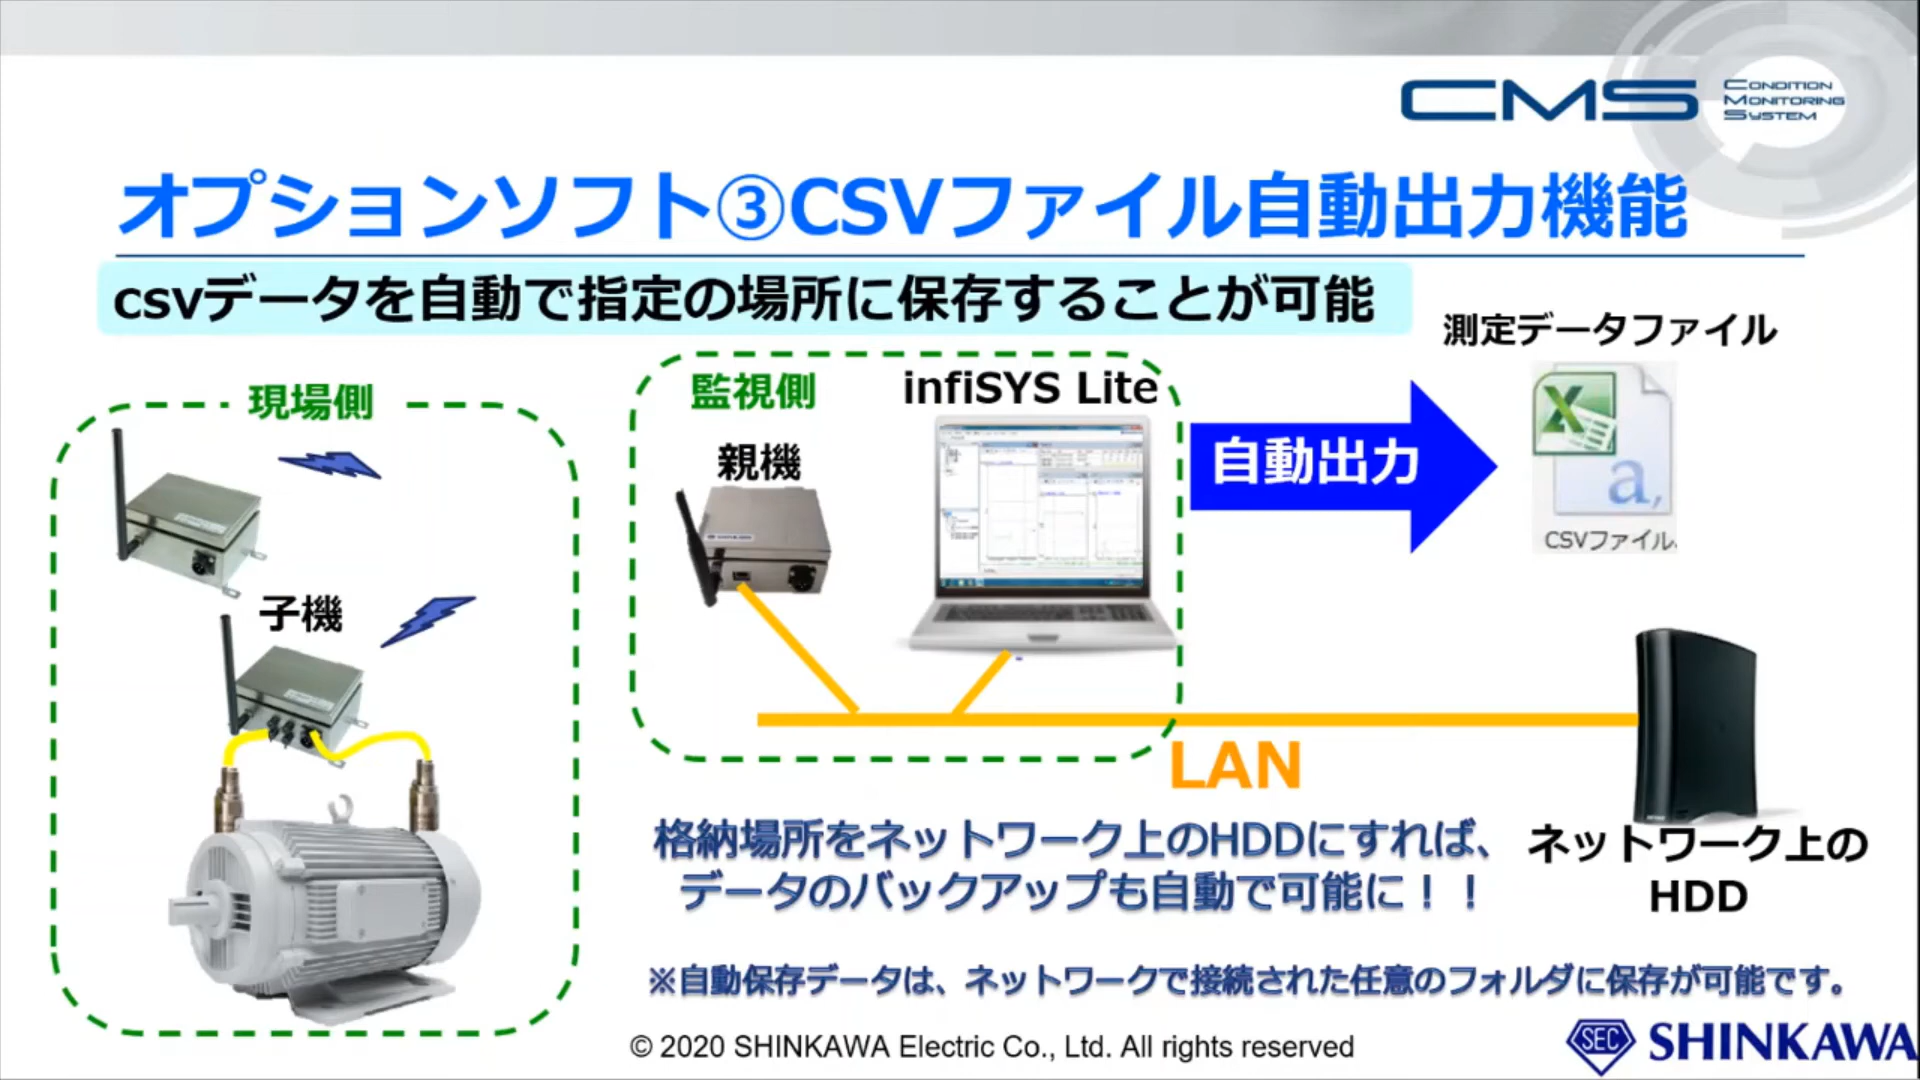 CMS
CONDITION
MONITORING
SYSTEM
オプションソフト③CSVファイル自動出力機能
CSVデータを自動で指定の場所に保存することが可能
測定データファイル
現場側
監視側
infiSYS Lite
親機
自動出力
a,
CSVファイル
子機
LAN
格納場所をネットワーク上のHDDにすれば、
データのバックアップも自動で可能に！！
ネットワーク上の
HDD
※自動保存データは、ネットワークで接続された任意のフォルダに保存が可能です。
© 2020 SHINKAWA Electric Co., Ltd. All rights reserved
SEC SHINKAWA